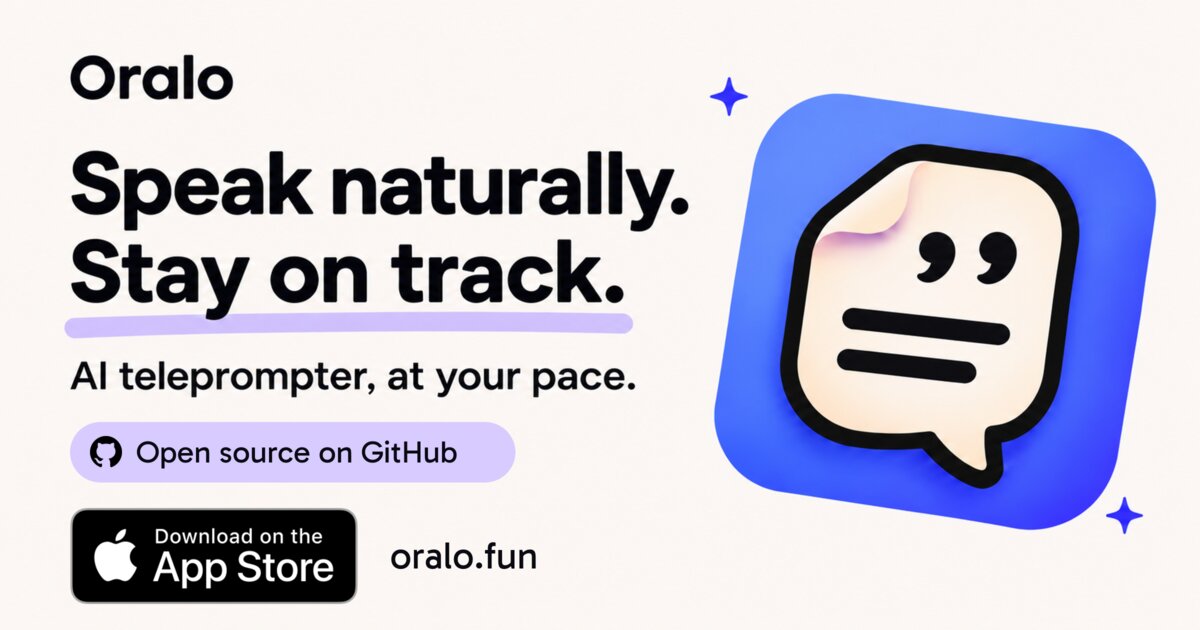 Oralo
Speak naturally.
Stay on track.
AI teleprompter, at your pace.
Open source on GitHub
Download on the
App Store
oralo.fun